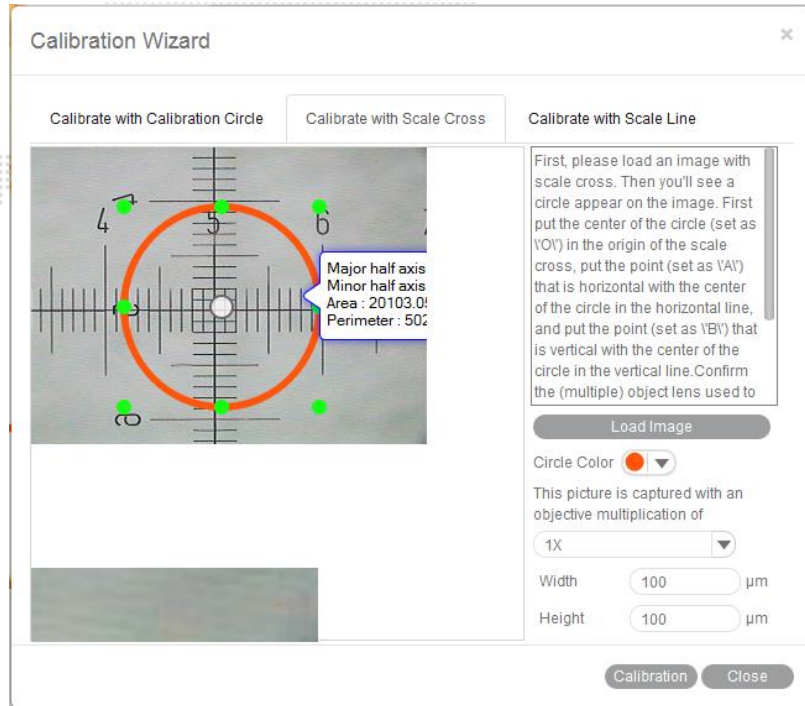 Calibration Wizard
×
Calibrate with Calibration Circle
Calibrate with Scale Cross
Calibrate with Scale Line
4
5
6
Major half axis
Minor half axis
Area : 20103.05
Perimeter : 502
First, please load an image with
scale cross. Then you'll see a
circle appear on the image. First
put the center of the circle (set as
\'O\') in the origin of the scale
cross, put the point (set as \'A\')
that is horizontal with the center
of the circle in the horizontal line,
and put the point (set as \'B\') that
is vertical with the center of the
circle in the vertical line.Confirm
the (multiple) object lens used to
Load Image
Circle Color
This picture is captured with an
objective multiplication of
1X
Width 100 µm
Height 100 µm
Calibration
Close